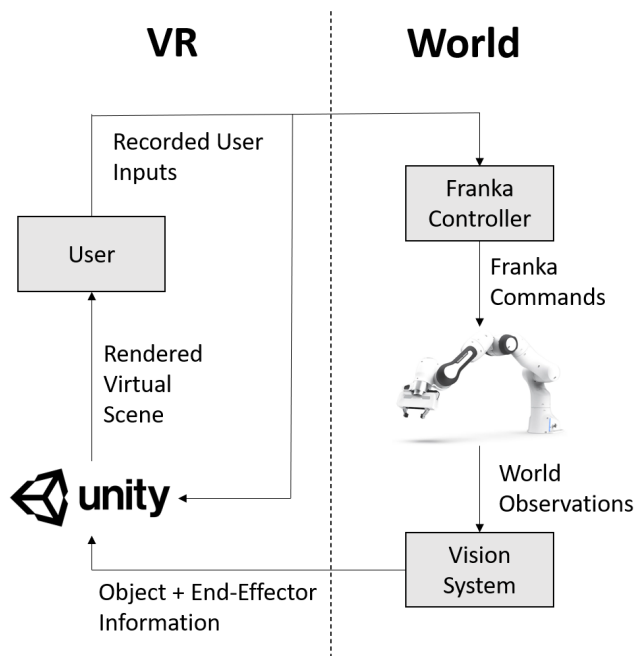 VR
World
Recorded User
Inputs
Franka
Controller
User
Franka
Commands
Rendered
Virtual
Scene
unity
World
Observations
Vision
System
Object + End-Effector
Information